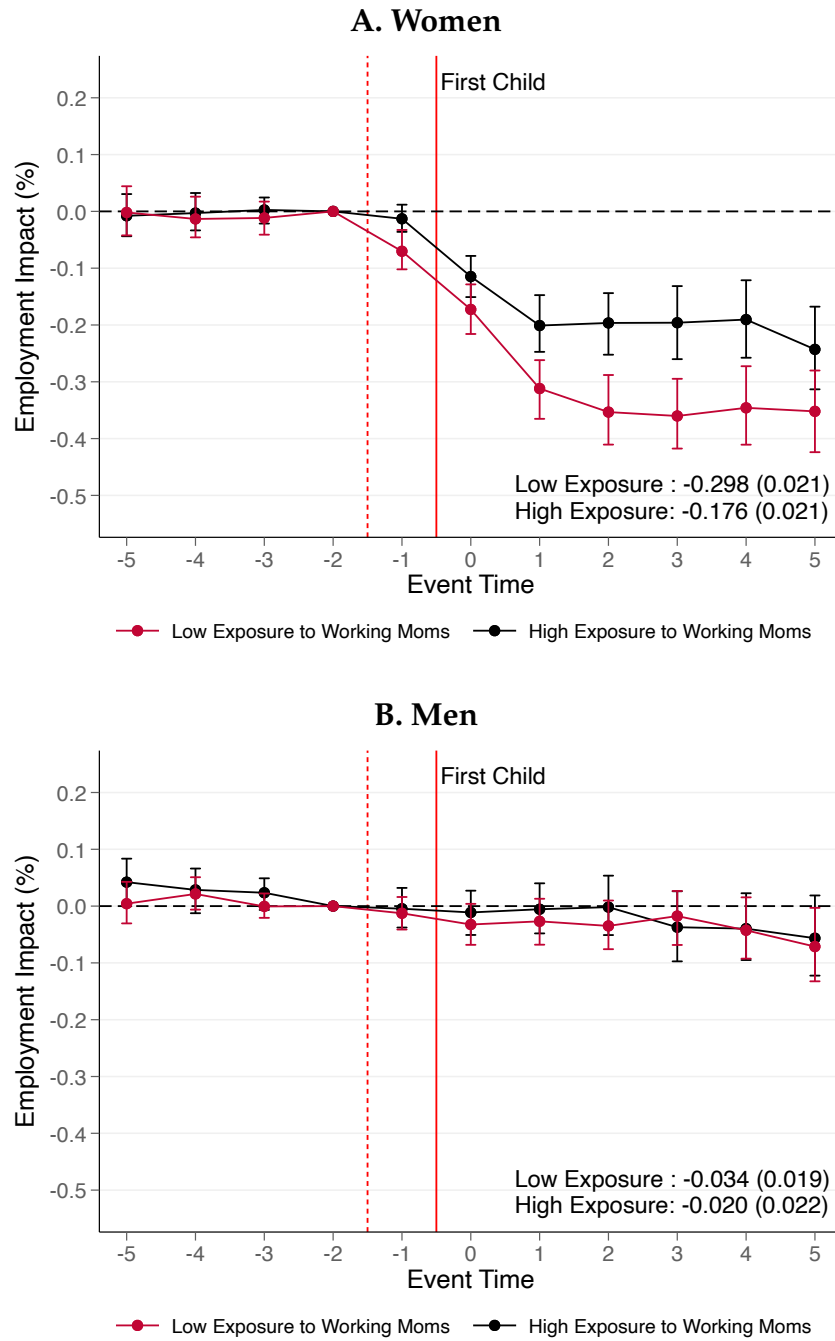 A. Women
First Child
0.2
0.1
0.0
-0.1
-0.2
-0.3
-0.4
-0.5
Employment Impact (%)
Low Exposure : -0.298 (0.021)
High Exposure: -0.176 (0.021)
-5 -4 -3 -2 -1 0 1 2 3 4 5
Event Time
Low Exposure to Working Moms High Exposure to Working Moms
B. Men
First Child
0.2
0.1
0.0
-0.1
-0.2
-0.3
-0.4
-0.5
Employment Impact (%)
Low Exposure : -0.034 (0.019)
High Exposure: -0.020 (0.022)
-5 -4 -3 -2 -1 0 1 2 3 4 5
Event Time
Low Exposure to Working Moms High Exposure to Working Moms